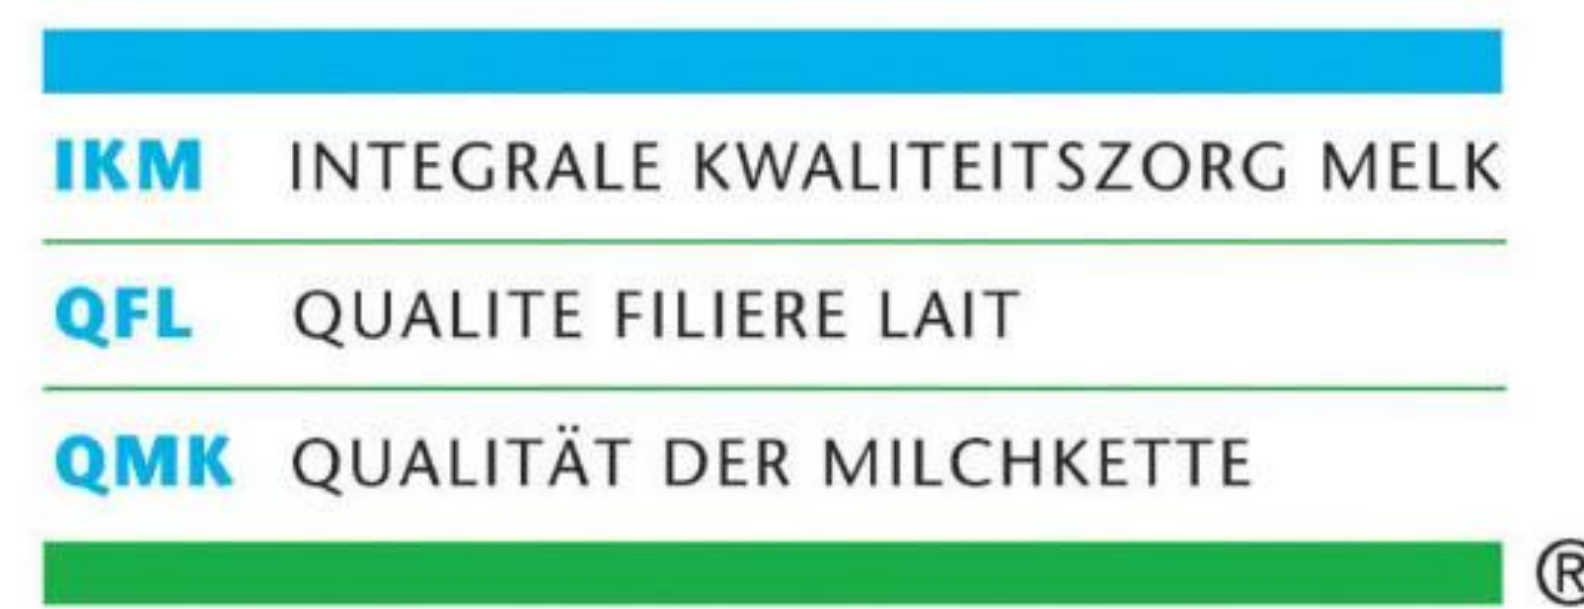 IKM INTEGRALE KWALITEITSZORG MELK
QFL QUALITE FILIERE LAIT
QMK QUALITÄT DER MILCHKETTE
®